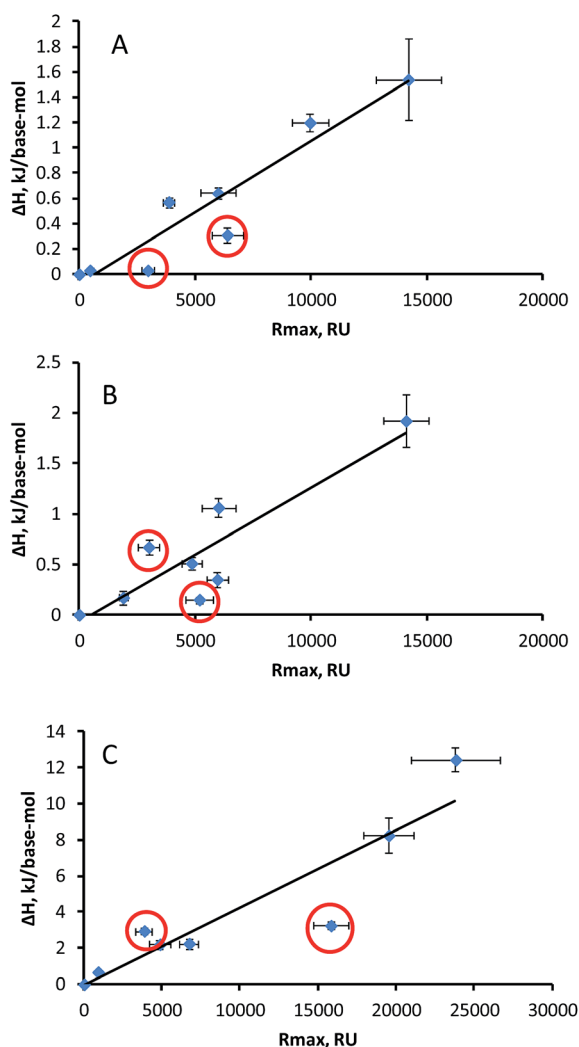 A
ΔH, kJ/base-mol
2
1.8
1.6
1.4
1.2
1
0.8
0.6
0.4
0.2
0
0 5000 10000 15000 20000
Rmax, RU
B
ΔH, kJ/base-mol
2.5
2
1.5
1
0.5
0
0 5000 10000 15000 20000
Rmax, RU
C
ΔH, kJ/base-mol
14
12
10
8
6
4
2
0
0 5000 10000 15000 20000 25000 30000
Rmax, RU